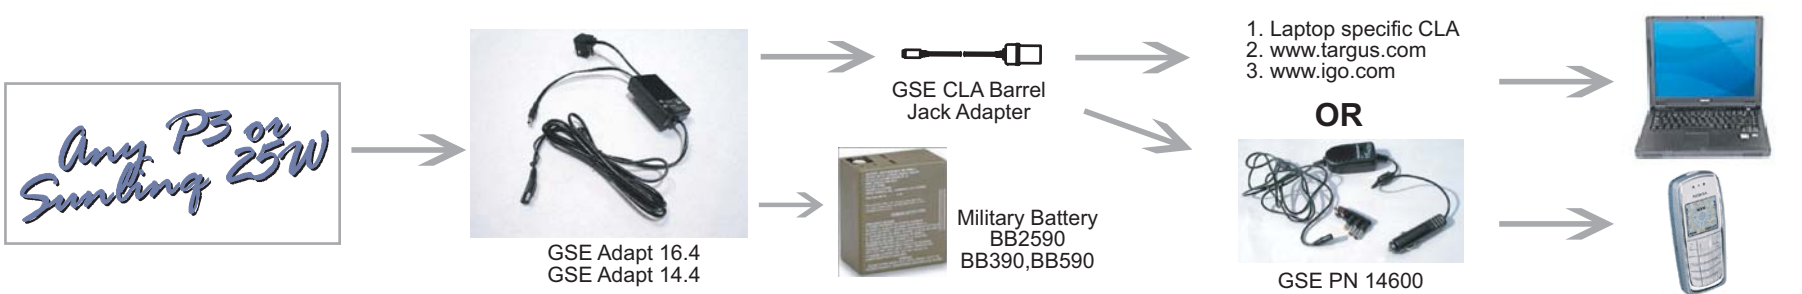 Any P3 or
Sunlinq 25W
GSE Adapt 16.4
GSE Adapt 14.4
GSE CLA Barrel
Jack Adapter
Military Battery
BB2590
BB390,BB590
1. Laptop specific CLA
2. www.targus.com
3. www.igo.com
OR
GSE PN 14600